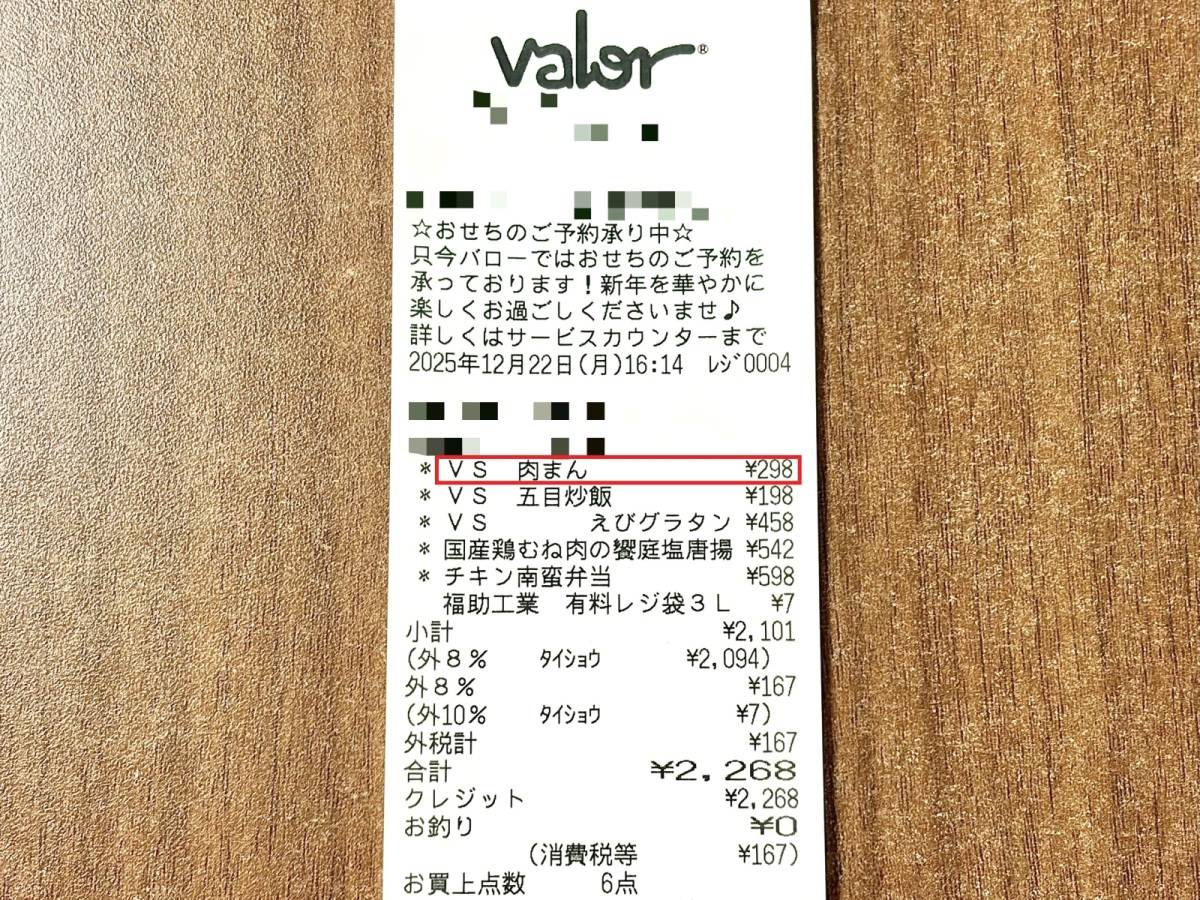 valor®
☆おせちのご予約承り中☆
只今バローではおせちのご予約を
承っております！新年を華やかに
楽しくお過ごしくださいませ♪
詳しくはサービスカウンターまで
2025年12月22日(月)16:14 ﾚｼﾞ0004
* ＶＳ 肉まん ¥298
* ＶＳ 五目炒飯 ¥198
* ＶＳ えびグラタン ¥458
* 国産鶏むね肉の饗庭塩唐揚 ¥542
* チキン南蛮弁当 ¥598
福助工業 有料レジ袋３Ｌ ¥7
小計 ¥2,101
(外８% ﾀｲｼｮｳ ¥2,094)
外８% ¥167
(外10% ﾀｲｼｮｳ ¥7)
外税計 ¥167
合計 ¥2,268
クレジット ¥2,268
お釣り ¥0
(消費税等 ¥167)
お買上点数 6点